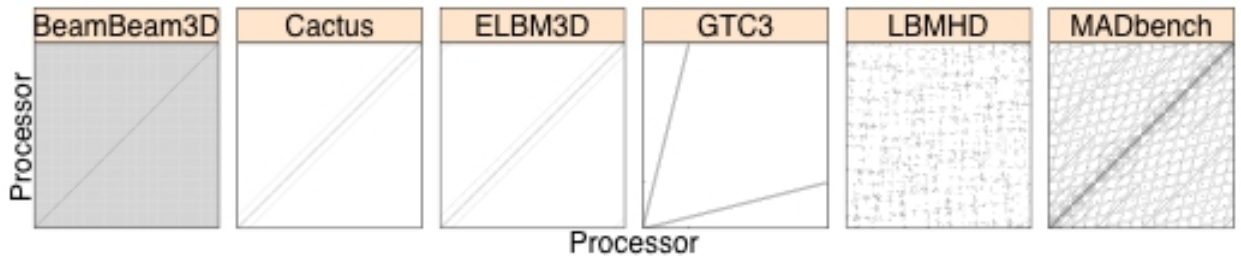 BeamBeam3D
Cactus
ELBM3D
GTC3
LBMHD
MADbench
Processor
Processor